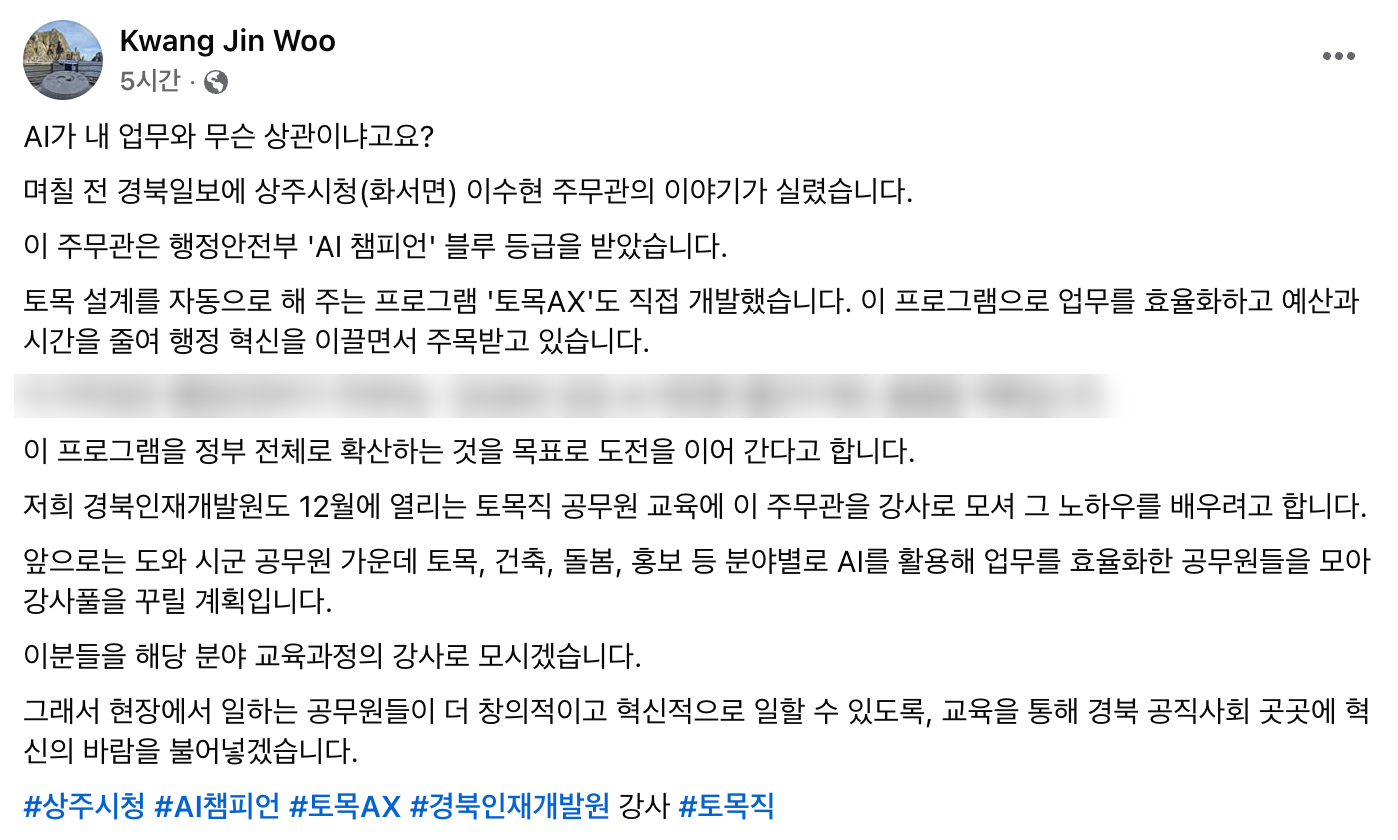 Kwang Jin Woo
5시간 ·
AI가 내 업무와 무슨 상관이냐고요?
며칠 전 경북일보에 상주시청(화서면) 이수현 주무관의 이야기가 실렸습니다.
이 주무관은 행정안전부 'AI 챔피언' 블루 등급을 받았습니다.
토목 설계를 자동으로 해 주는 프로그램 '토목AX'도 직접 개발했습니다. 이 프로그램으로 업무를 효율화하고 예산과
시간을 줄여 행정 혁신을 이끌면서 주목받고 있습니다.
이 프로그램을 정부 전체로 확산하는 것을 목표로 도전을 이어 간다고 합니다.
저희 경북인재개발원도 12월에 열리는 토목직 공무원 교육에 이 주무관을 강사로 모셔 그 노하우를 배우려고 합니다.
앞으로는 도와 시군 공무원 가운데 토목, 건축, 돌봄, 홍보 등 분야별로 AI를 활용해 업무를 효율화한 공무원들을 모아
강사풀을 꾸릴 계획입니다.
이분들을 해당 분야 교육과정의 강사로 모시겠습니다.
그래서 현장에서 일하는 공무원들이 더 창의적이고 혁신적으로 일할 수 있도록, 교육을 통해 경북 공직사회 곳곳에 혁
신의 바람을 불어넣겠습니다.
#상주시청 #AI챔피언 #토목AX #경북인재개발원 강사 #토목직